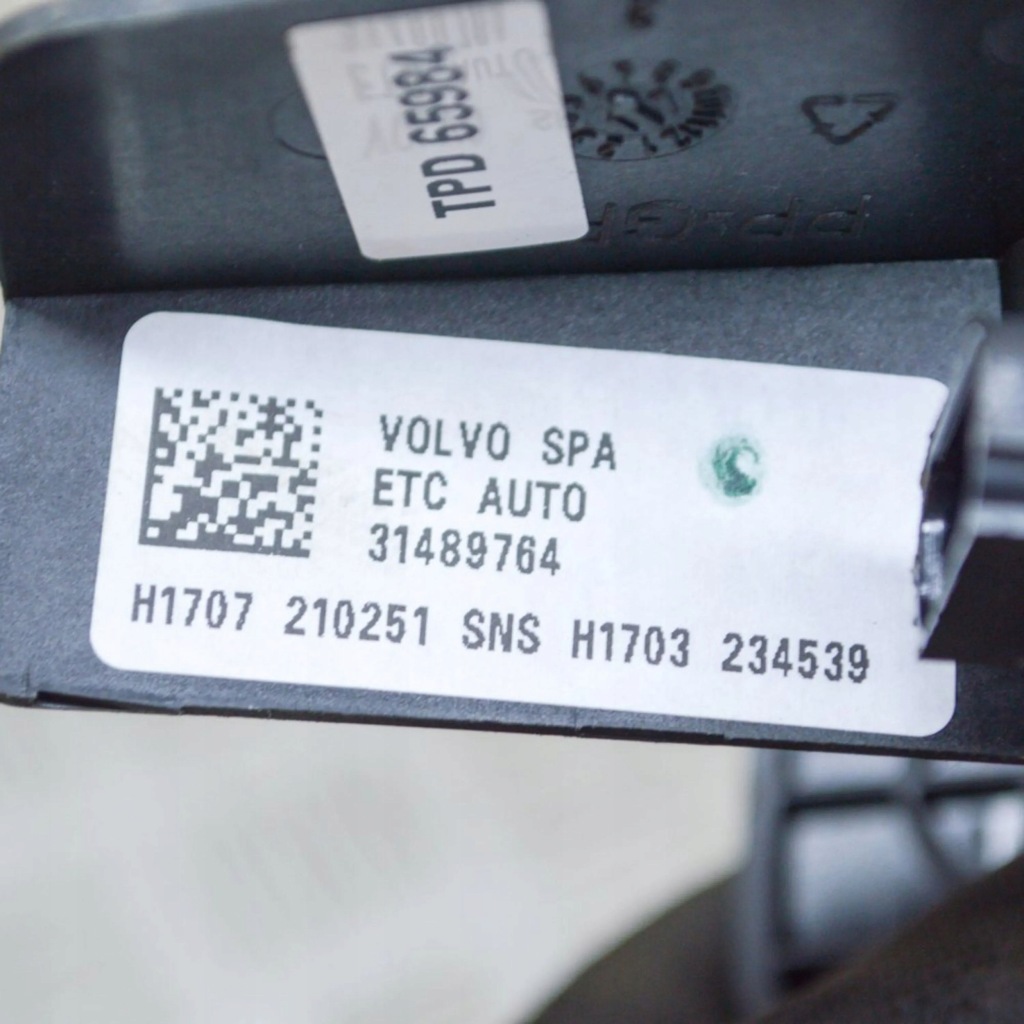 TPD 65984
VOLVO SPA
ETC AUTO
31489764
H1707 210251 SNS H1703 234539